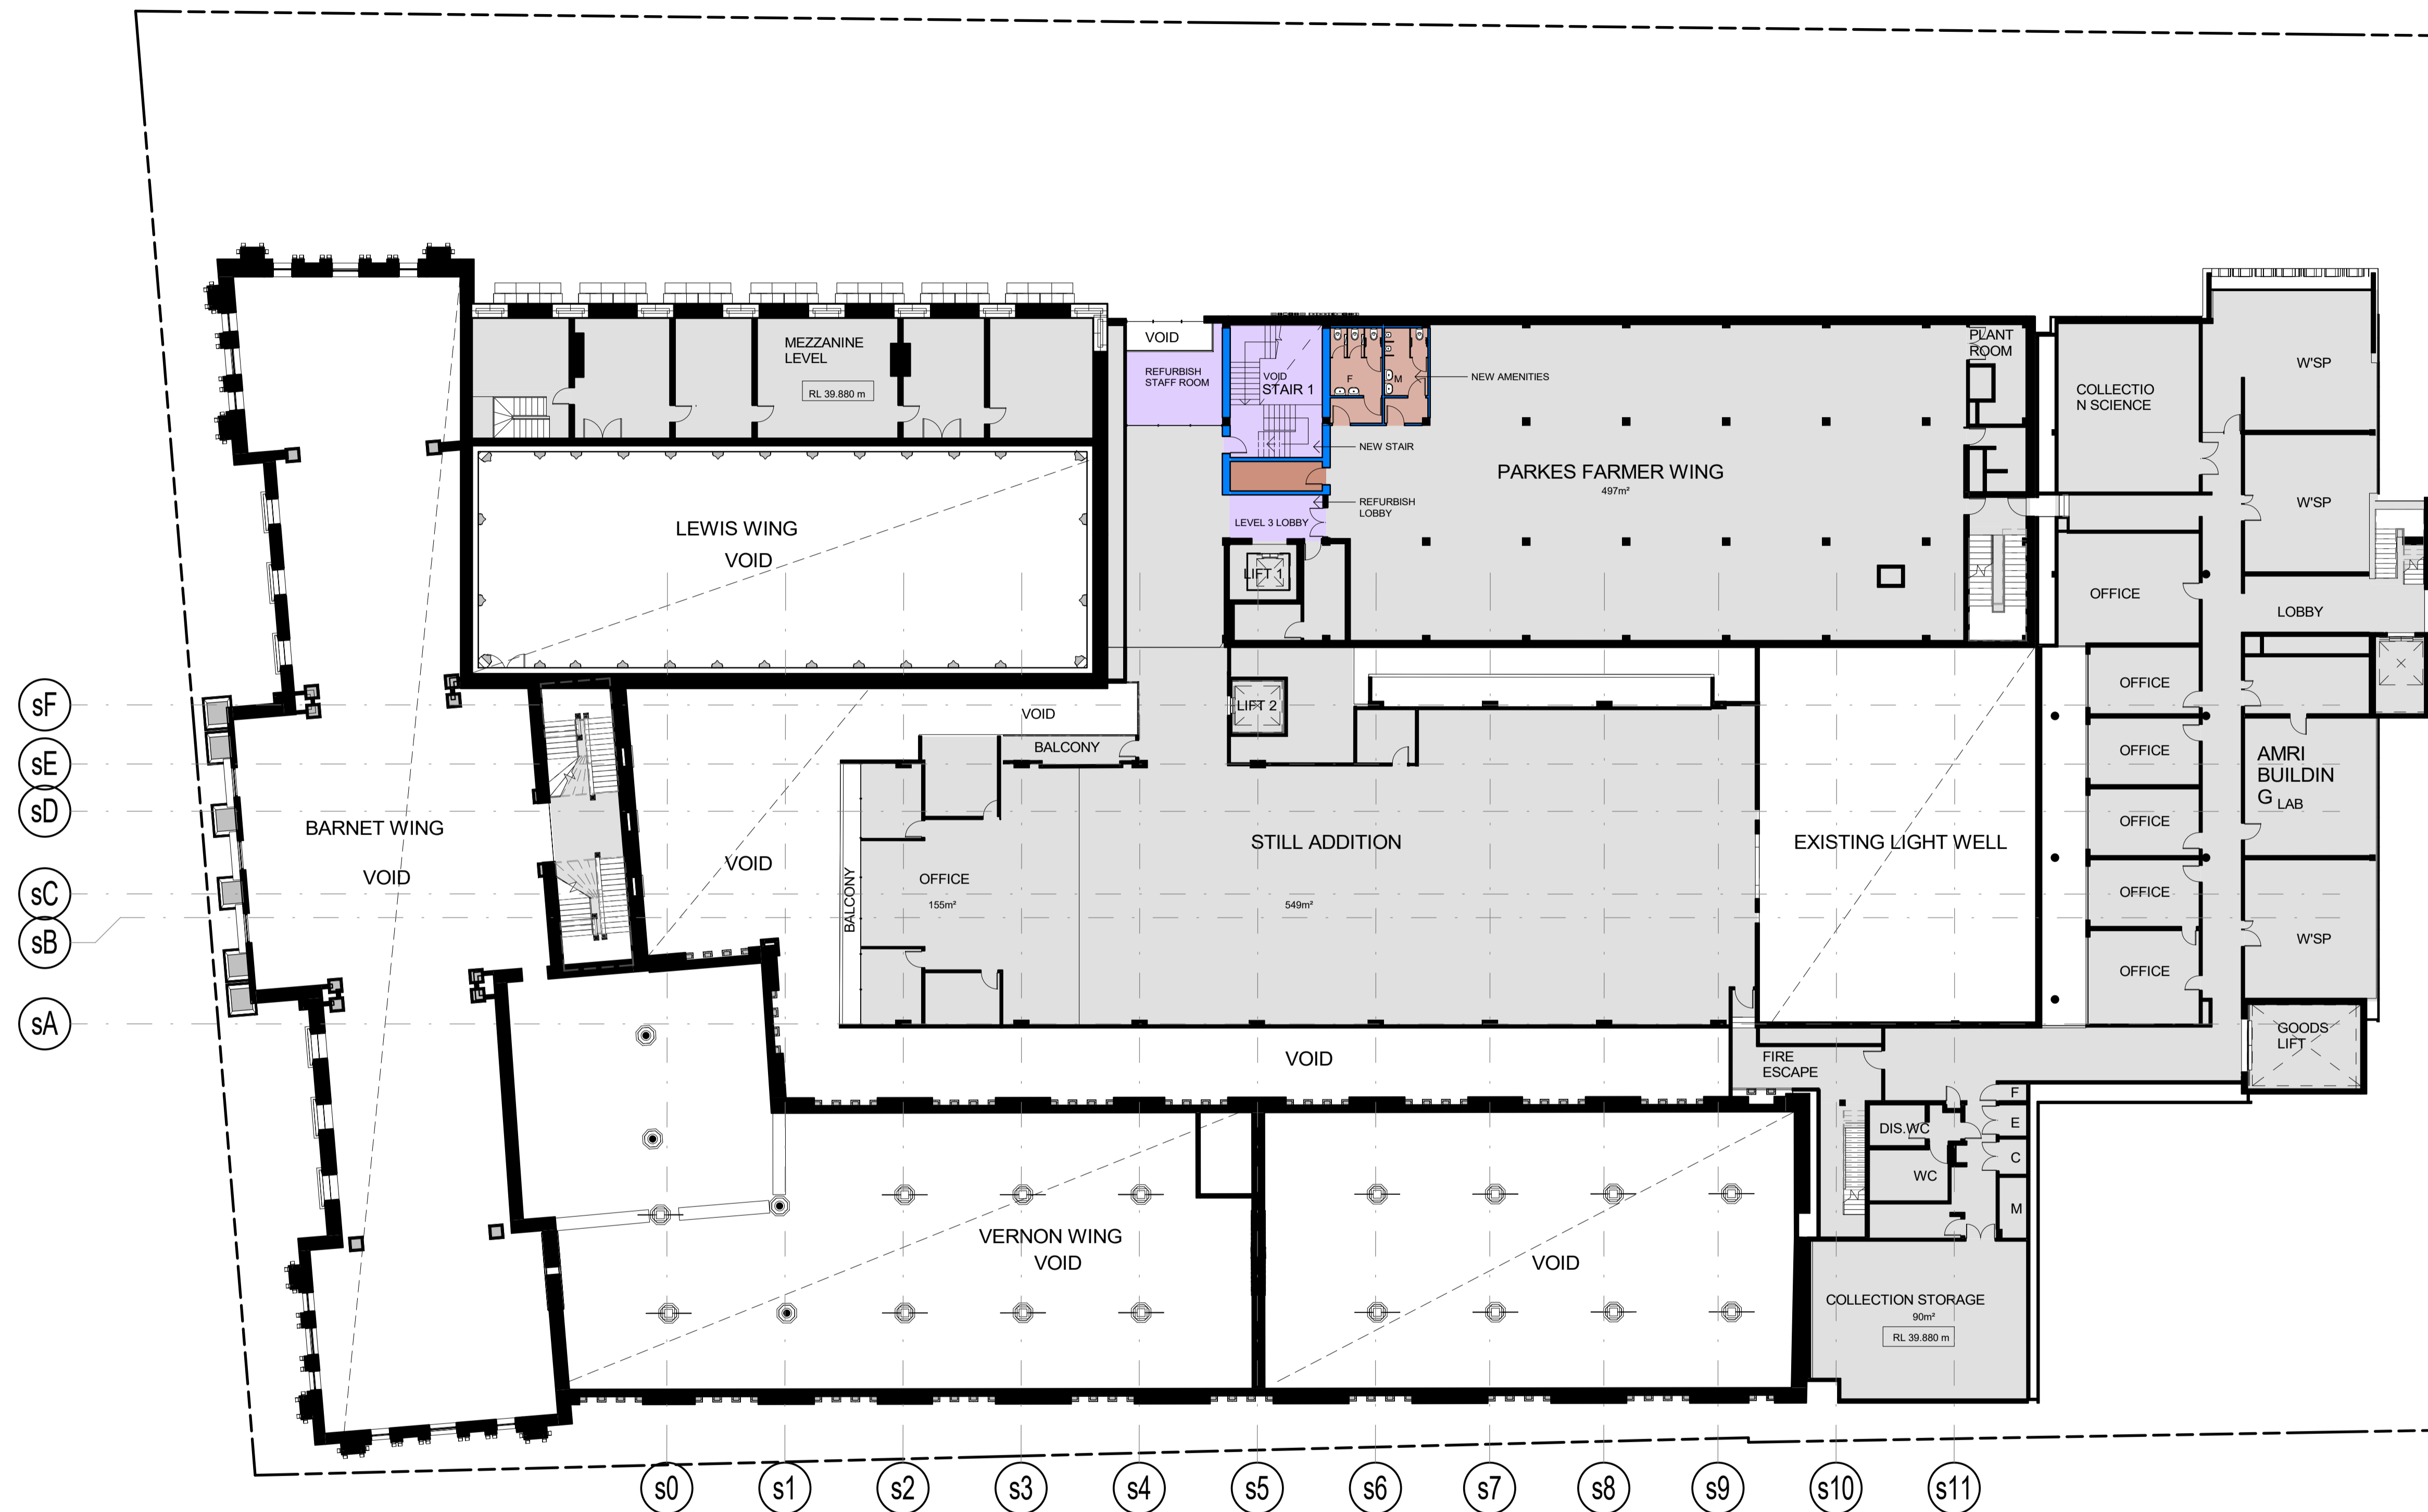 VOID
PLANT
ROOM
MEZZANINE
LEVEL
RL 39.880 m
REFURBISH
STAFF ROOM
VOID
STAIR 1
F
M
NEW AMENITIES
W'SP
COLLECTIO
N SCIENCE
NEW STAIR
PARKES FARMER WING
497m²
REFURBISH
LOBBY
LEVEL 3 LOBBY
W'SP
LEWIS WING
VOID
LIFT 1
OFFICE
LOBBY
sF
VOID
LIFT 2
OFFICE
sE
BALCONY
OFFICE
AMRI
BUILDIN
G LAB
sD
BARNET WING
VOID
VOID
STILL ADDITION
EXISTING LIGHT WELL
OFFICE
sC
BALCONY
OFFICE
155m²
549m²
OFFICE
sB
W'SP
OFFICE
sA
GOODS
LIFT
VOID
FIRE
ESCAPE
F
DIS.WC
E
C
WC
M
VERNON WING
VOID
VOID
COLLECTION STORAGE
90m²
RL 39.880 m
s0
s1
s2
s3
s4
s5
s6
s7
s8
s9
s10
s11